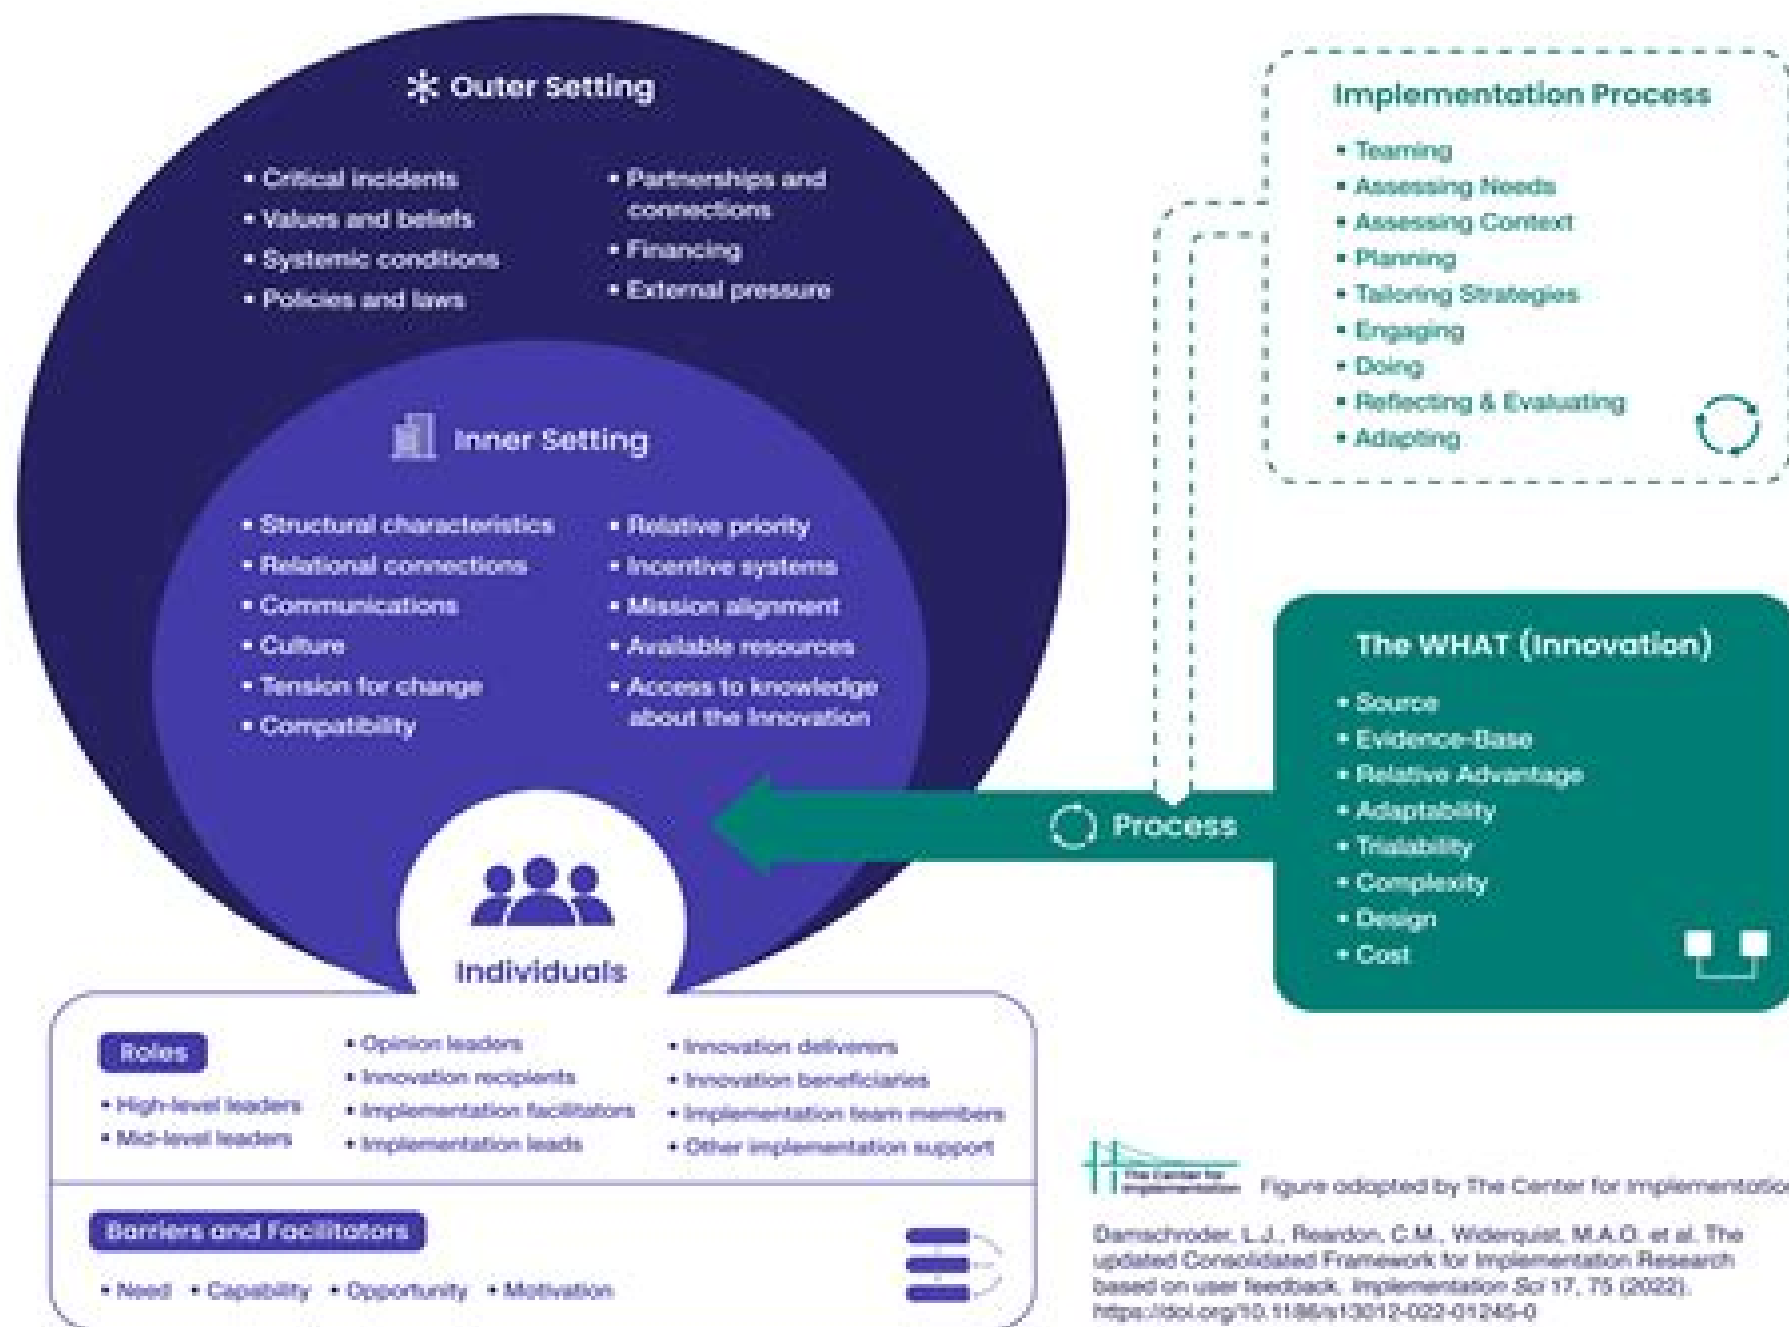 Outer Setting
• Critical incidents
• Values and beliefs
• Systemic conditions
• Policies and laws
• Partnerships and
connections
• Financing
• External pressure
Inner Setting
• Structural characteristics
• Relational connections
• Communications
• Culture
• Tension for change
• Compatibility
• Relative priority
• Incentive systems
• Mission alignment
• Available resources
• Access to knowledge
about the Innovation
Individuals
Roles
• High-level leaders
• Mid-level leaders
• Opinion leaders
• Innovation recipients
• Implementation facilitators
• Implementation leads
• Innovation deliverers
• Innovation beneficiaries
• Implementation team members
• Other implementation support
Barriers and Facilitators
• Need • Capability • Opportunity • Motivation
Implementation Process
• Teaming
• Assessing Needs
• Assessing Context
• Planning
• Tailoring Strategies
• Engaging
• Doing
• Reflecting & Evaluating
• Adapting
Process
The WHAT (Innovation)
• Source
• Evidence-Base
• Relative Advantage
• Adaptability
• Trialability
• Complexity
• Design
• Cost
The Center for
Implementation
Figure adapted by The Center for Implementatio
Damschroder, L.J., Reardon, C.M., Widerquist, M.A.O. et al. The
updated Consolidated Framework for Implementation Research
based on user feedback. Implementation Sci 17, 75 (2022).
https://doi.org/10.1186/s13012-022-01245-0